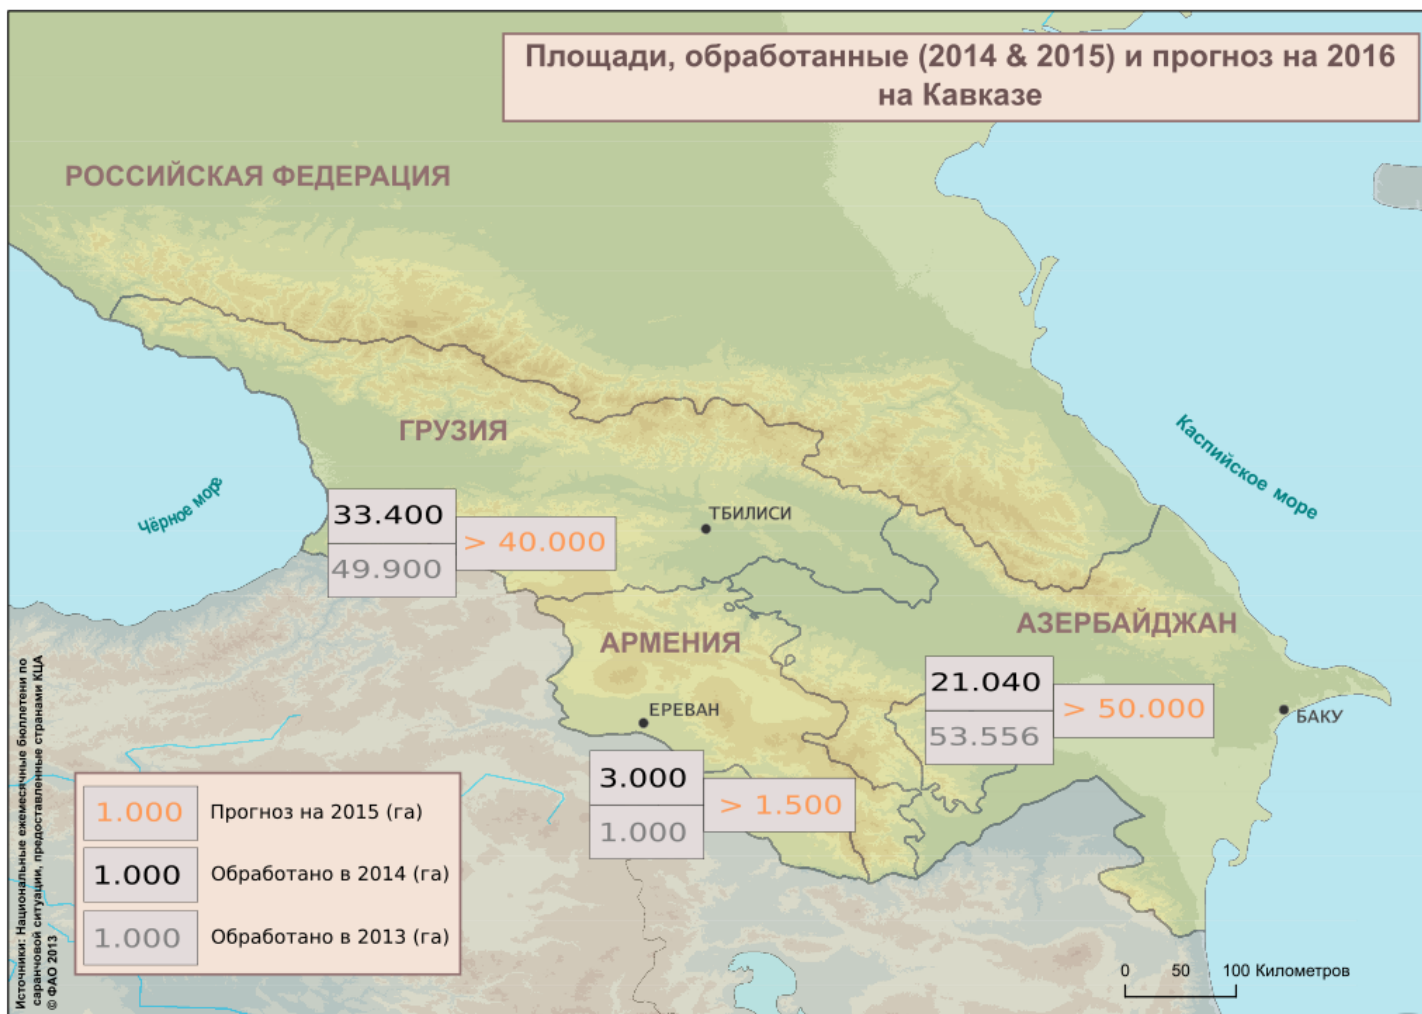 Площади, обработанные (2014 & 2015) и прогноз на 2016
на Кавказе
РОССИЙСКАЯ ФЕДЕРАЦИЯ
ГРУЗИЯ
Каспийское море
Чёрное море
33.400
49.900
> 40.000
ТБИЛИСИ
АРМЕНИЯ
АЗЕРБАЙДЖАН
21.040
53.556
> 50.000
БАКУ
ЕРЕВАН
3.000
1.000
> 1.500
1.000 Прогноз на 2015 (га)
1.000 Обработано в 2014 (га)
1.000 Обработано в 2013 (га)
Источники: Национальные ежемесячные бюллетени по
саранчовой ситуации, предоставленные странами КЦА
© ФАО 2013
0 50 100 Километров